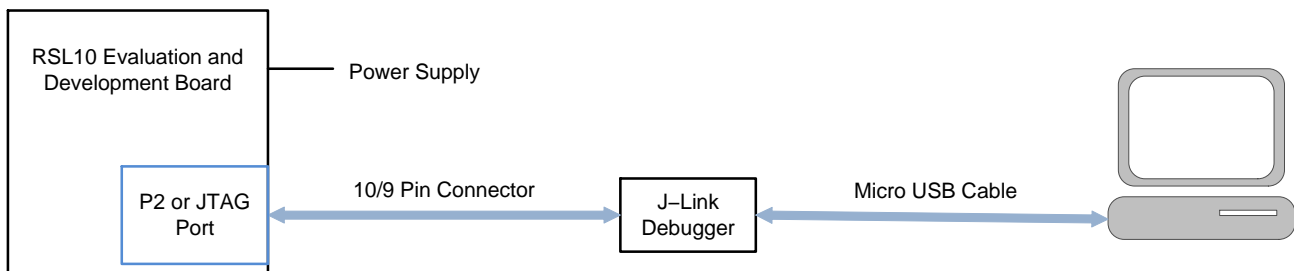 RSL10 Evaluation and
Development Board
Power Supply
P2 or JTAG
Port
10/9 Pin Connector
J−Link
Debugger
Micro USB Cable